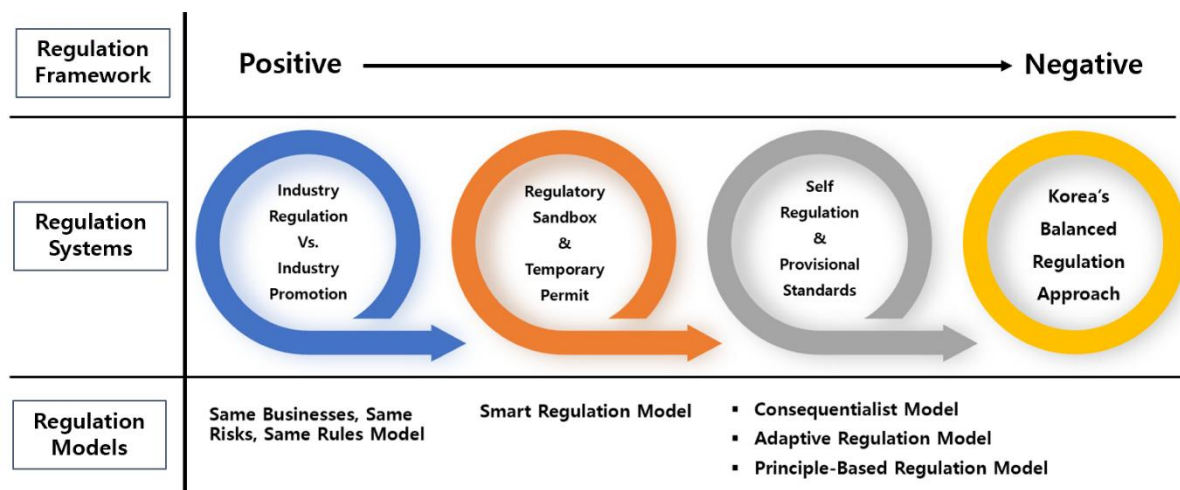 Regulation
Framework
Positive
Negative
Regulation
Systems
Industry
Regulation
Vs.
Industry
Promotion
Regulatory
Sandbox
&
Temporary
Permit
Self
Regulation
&
Provisional
Standards
Korea's
Balanced
Regulation
Approach
Regulation
Models
Same Businesses, Same
Risks, Same Rules Model
Smart Regulation Model
▪ Consequentialist Model
▪ Adaptive Regulation Model
▪ Principle-Based Regulation Model